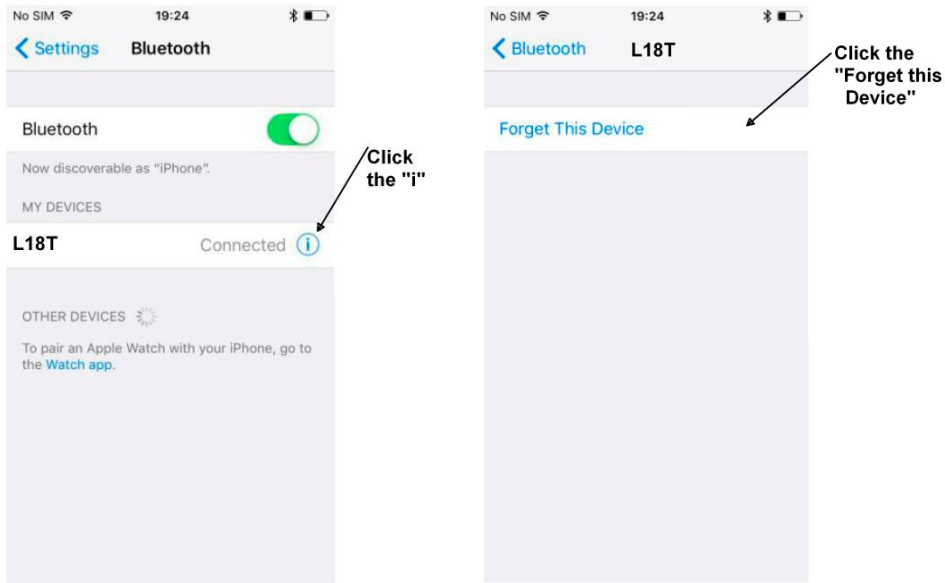 No SIM 19:24
Settings Bluetooth
Bluetooth
Now discoverable as "iPhone".
MY DEVICES
L18T Connected i
OTHER DEVICES
To pair an Apple Watch with your iPhone, go to
the Watch app.
Click
the "i"
No SIM 19:24
Bluetooth L18T
Forget This Device
Click the
"Forget this
Device"